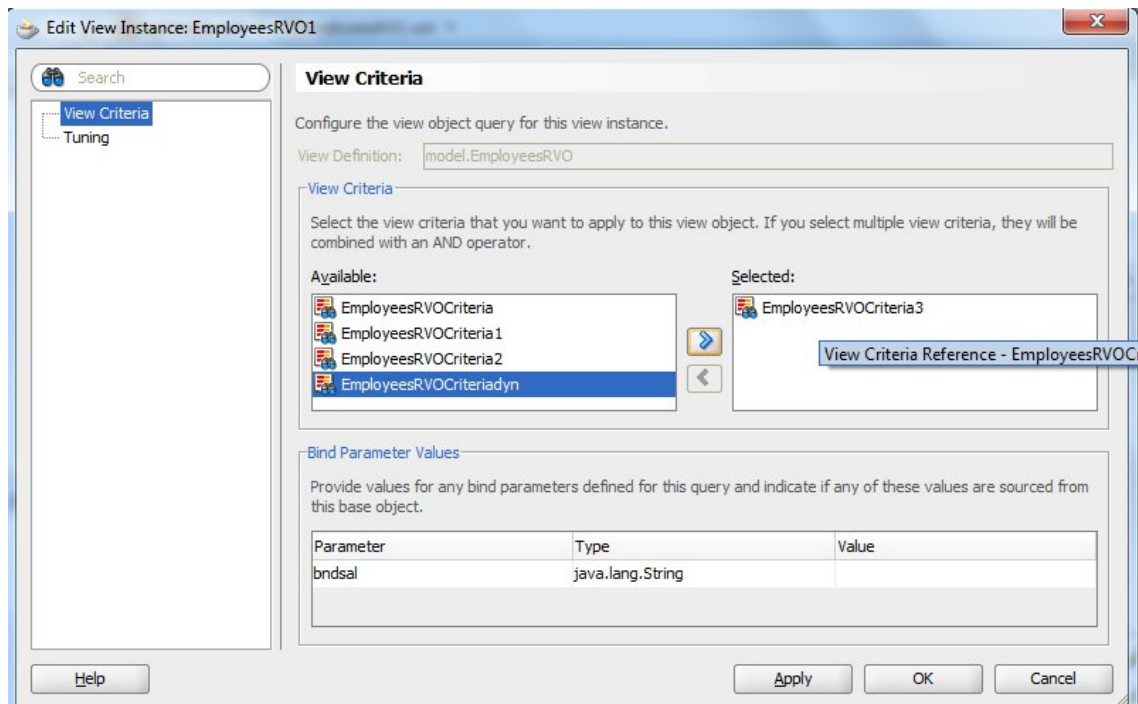 Edit View Instance: EmployeesRVO1
Search
View Criteria
Tuning
View Criteria
Configure the view object query for this view instance.
View Definition: model.EmployeesRVO
View Criteria
Select the view criteria that you want to apply to this view object. If you select multiple view criteria, they will be
combined with an AND operator.
Available:
EmployeesRVOCriteria
EmployeesRVOCriteria1
EmployeesRVOCriteria2
EmployeesRVOCriteriadyn
Selected:
EmployeesRVOCriteria3
View Criteria Reference - EmployeesRVOC
Bind Parameter Values
Provide values for any bind parameters defined for this query and indicate if any of these values are sourced from
this base object.
Parameter Type Value
bndsal java.lang.String
Help Apply OK Cancel